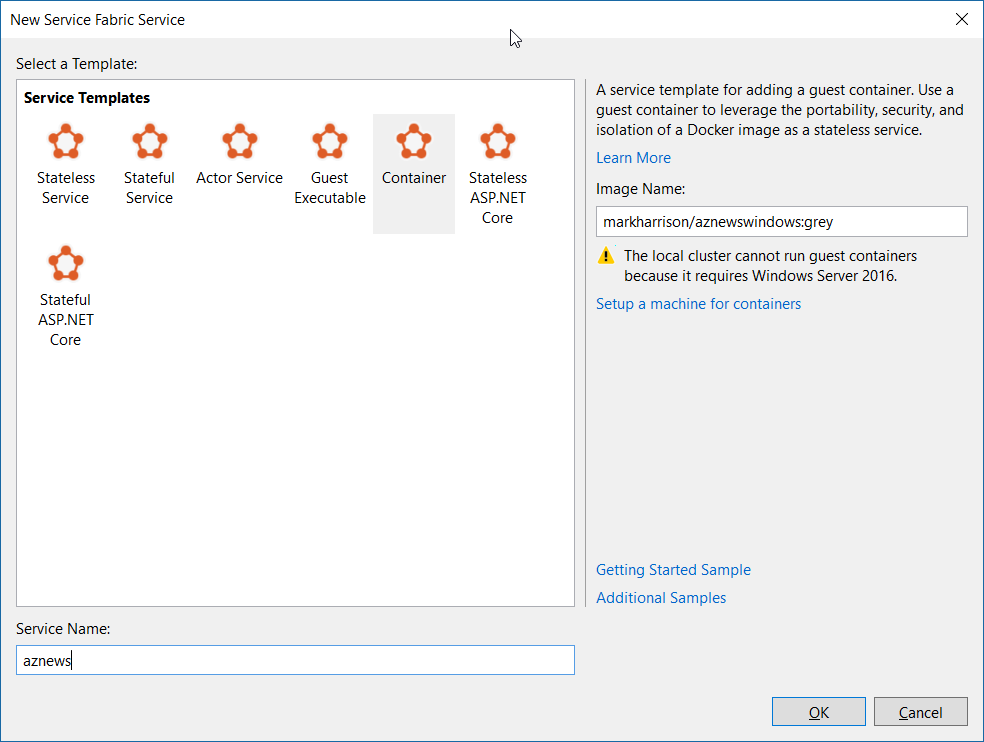 New Service Fabric Service
Select a Template:
Service Templates
Stateless
Service
Stateful
Service
Actor Service
Guest
Executable
Container
Stateless
ASP.NET
Core
Stateful
ASP.NET
Core
A service template for adding a guest container. Use a
guest container to leverage the portability, security, and
isolation of a Docker image as a stateless service.
Learn More
Image Name:
markharrison/aznewswindows:grey
The local cluster cannot run guest containers
because it requires Windows Server 2016.
Setup a machine for containers
Getting Started Sample
Additional Samples
Service Name:
aznews
OK
Cancel